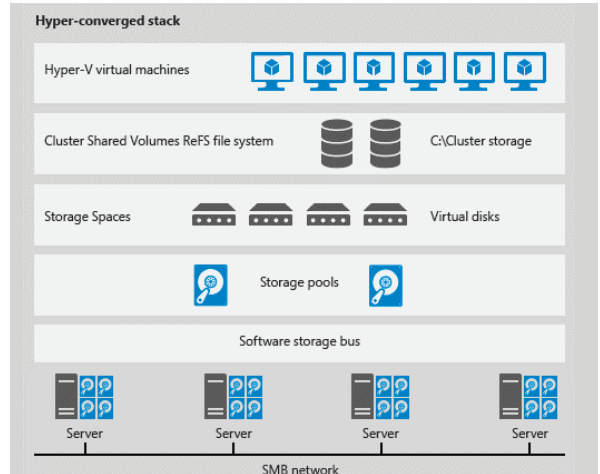 Hyper-converged stack
Hyper-V virtual machines
Cluster Shared Volumes ReFS file system
C:\Cluster storage
Storage Spaces
Virtual disks
Storage pools
Software storage bus
Server
Server
Server
Server
SMB network